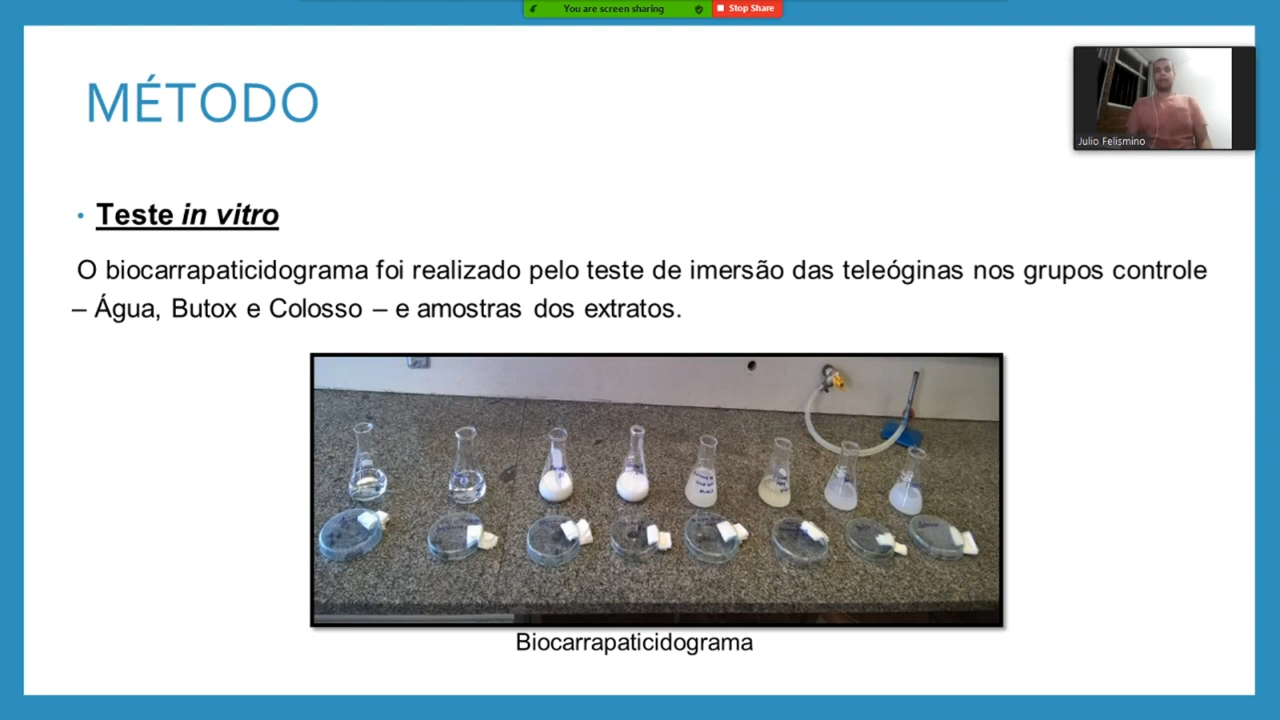 You are screen sharing
Stop Share
MÉTODO
Julio Felismino
• Teste in vitro
O biocarrapaticidograma foi realizado pelo teste de imersão das teleóginas nos grupos controle
– Água, Butox e Colosso – e amostras dos extratos.
Biocarrapaticidograma